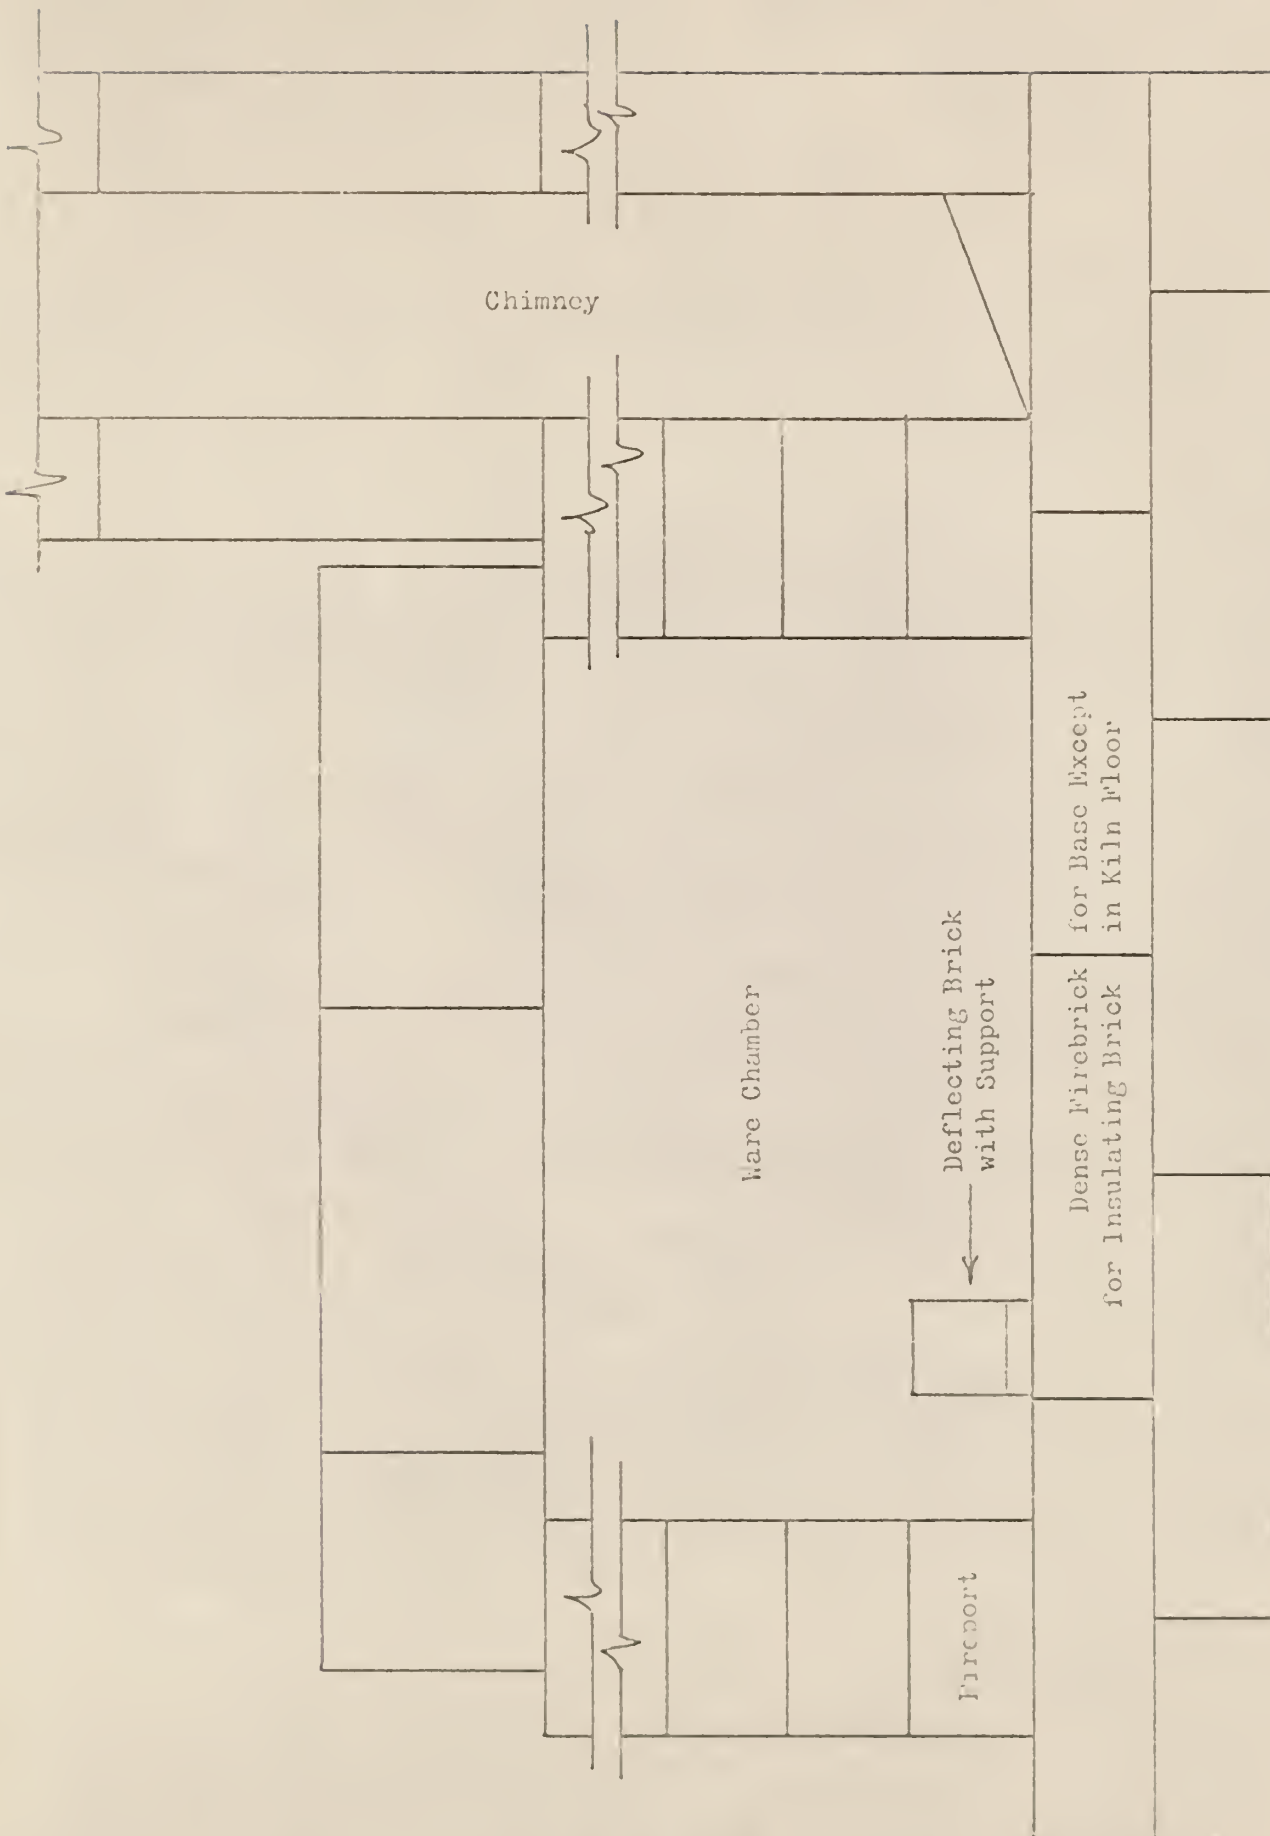 Chimney
Ware Chamber
Deflecting Brick
with Support
for Base Except
in Kiln Floor
Dense Firebrick
for Insulating Brick
Fireport